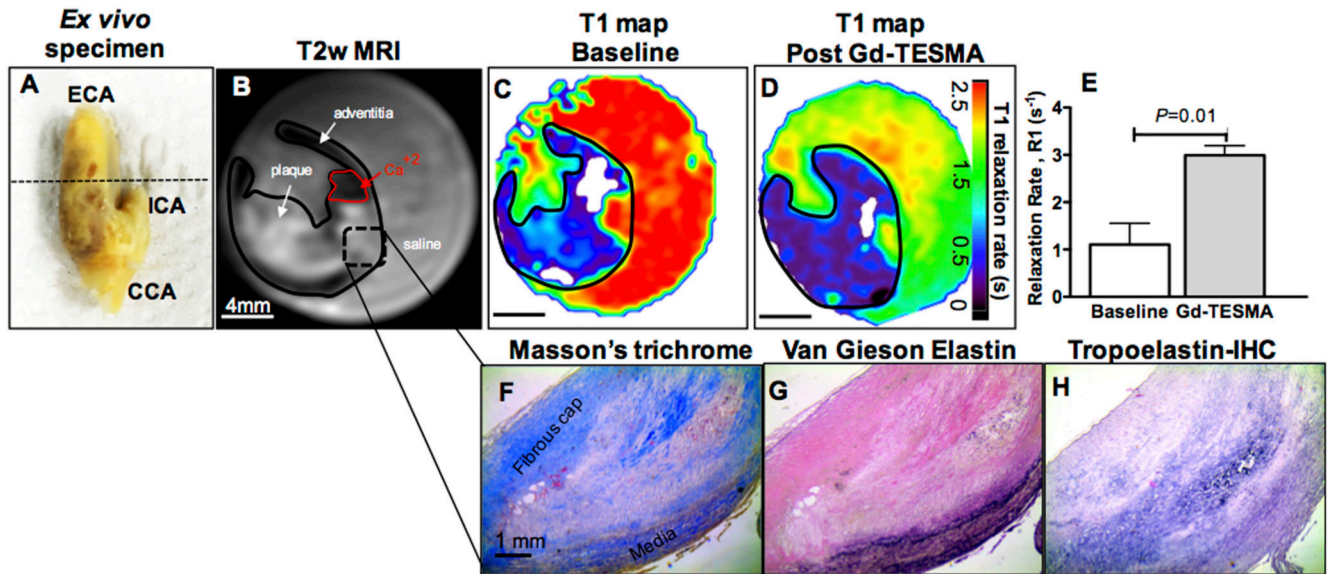 Ex vivo
specimen
T2w MRI
T1 map
Baseline
T1 map
Post Gd-TESMA
A
ECA
ICA
CCA
B
adventitia
plaque
Ca+2
saline
4mm
C
D
2.5
1.5
0.5
0
T1 relaxation rate (s)
E
Relaxation Rate , R1 (s-1)
5
4
3
2
1
0
P=0.01
Baseline
Gd-TESMA
Masson's trichrome
Van Gieson Elastin
Tropoelastin-IHC
F
Fibrous cap
Media
1 mm
G
H